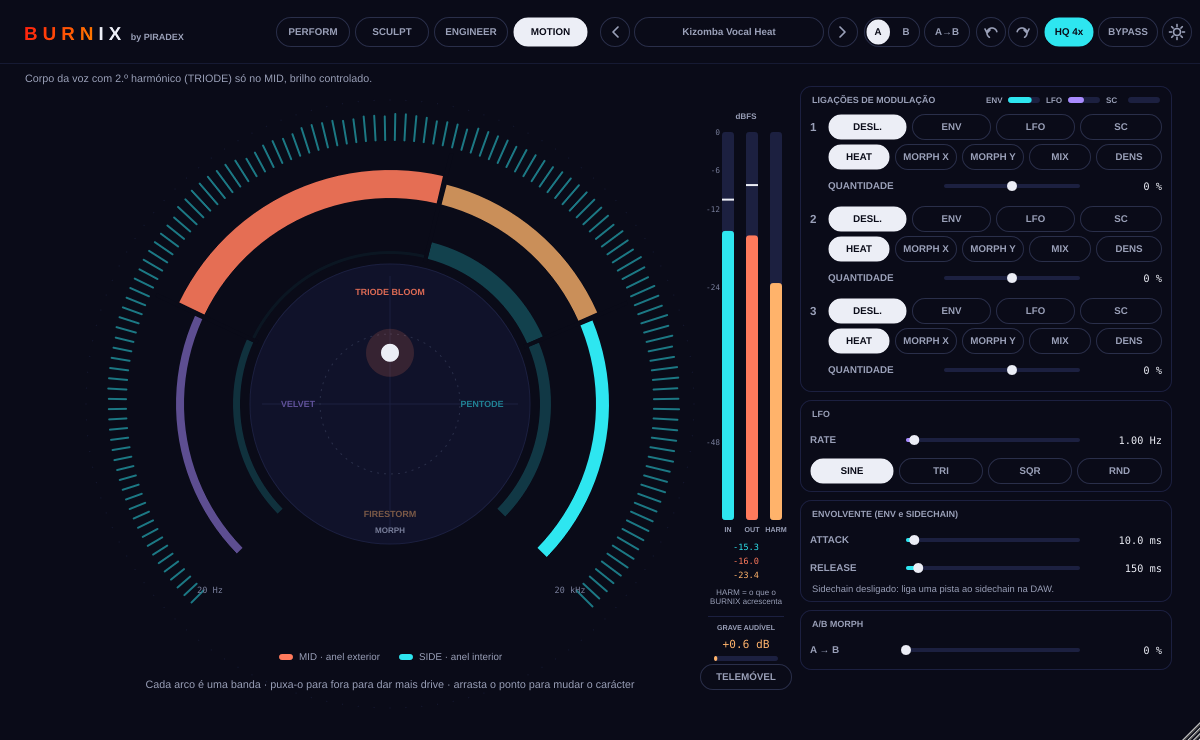 BURNIX by PIRADEX
PERFORM SCULPT ENGINEER MOTION
Kizomba Vocal Heat
A B A→B HQ 4x BYPASS
Corpo da voz com 2.º harmónico (TRIODE) só no MID, brilho controlado.
TRIODE BLOOM
VELVET PENTODE
FIRESTORM
MORPH
20 Hz 20 kHz
MID · anel exterior SIDE · anel interior
Cada arco é uma banda · puxa-o para fora para dar mais drive · arrasta o ponto para mudar o carácter
dBFS
0
-6
-12
-24
-48
IN OUT HARM
-15.3
-16.0
-23.4
HARM = o que o
BURNIX acrescenta
GRAVE AUDÍVEL
+0.6 dB
TELEMÓVEL
LIGAÇÕES DE MODULAÇÃO ENV LFO SC
1 DESL. ENV LFO SC
HEAT MORPH X MORPH Y MIX DENS
QUANTIDADE 0 %
2 DESL. ENV LFO SC
HEAT MORPH X MORPH Y MIX DENS
QUANTIDADE 0 %
3 DESL. ENV LFO SC
HEAT MORPH X MORPH Y MIX DENS
QUANTIDADE 0 %
LFO
RATE 1.00 Hz
SINE TRI SQR RND
ENVOLVENTE (ENV e SIDECHAIN)
ATTACK 10.0 ms
RELEASE 150 ms
Sidechain desligado: liga uma pista ao sidechain na DAW.
A/B MORPH
A → B 0 %